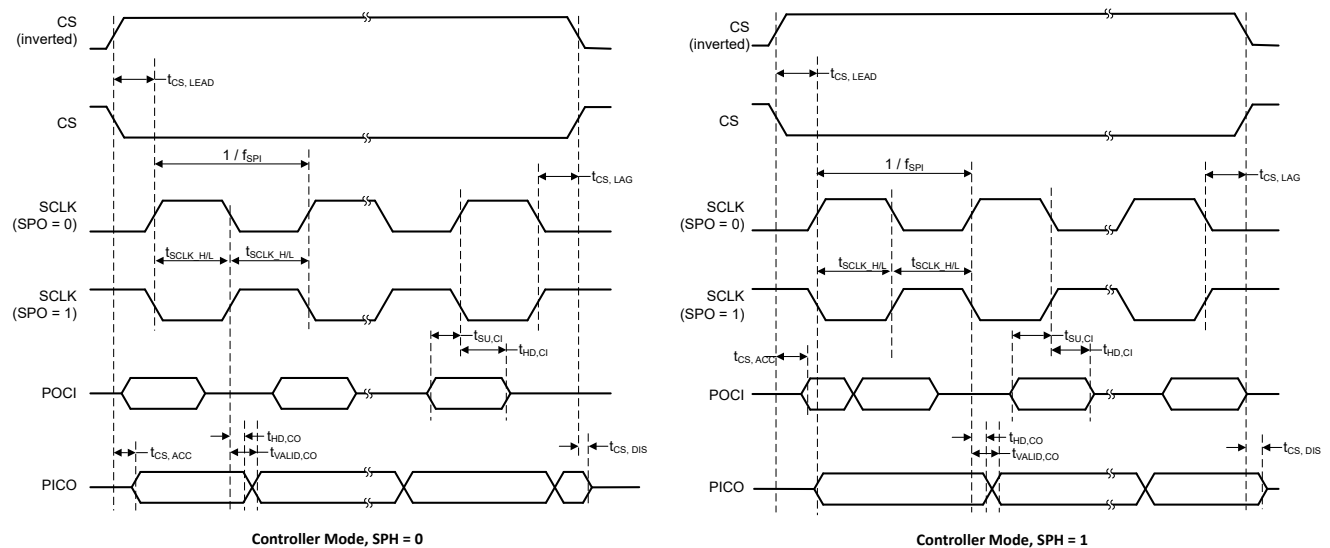 CS
(inverted)
tCS, LEAD
CS
1 / fSPI
tCS, LAG
SCLK
(SPO = 0)
tSCLK_H/L
tSCLK_H/L
SCLK
(SPO = 1)
tSU,CI
tHD,CI
POCI
tHD,CO
tCS, ACC
tVALID,CO
tCS, DIS
PICO
Controller Mode, SPH = 0
CS
(inverted)
tCS, LEAD
CS
1 / fSPI
tCS, LAG
SCLK
(SPO = 0)
tSCLK_H/L
tSCLK_H/L
SCLK
(SPO = 1)
tSU,CI
tHD,CI
tCS, ACC
POCI
tHD,CO
tVALID,CO
tCS, DIS
PICO
Controller Mode, SPH = 1